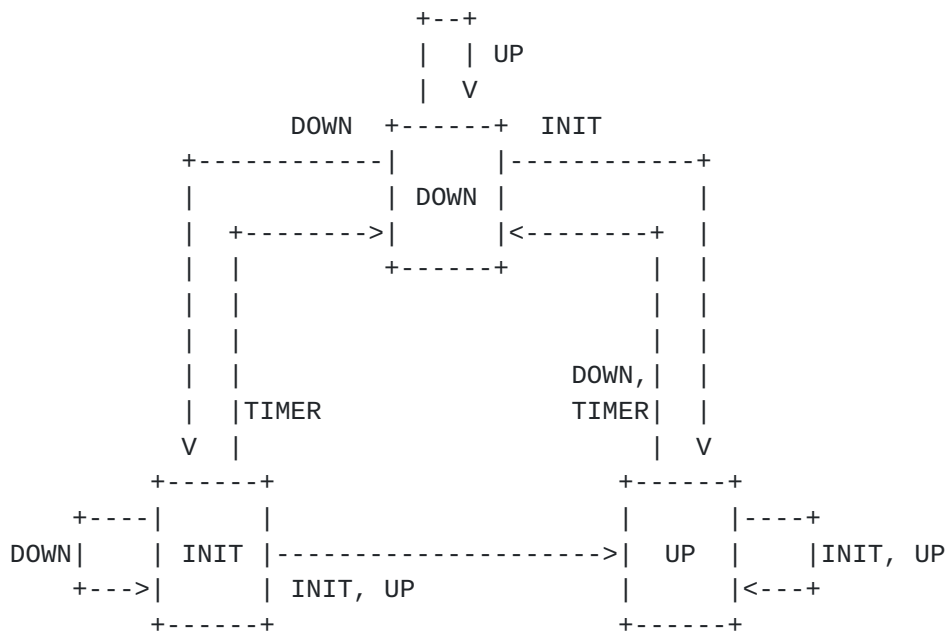 UP
DOWN INIT
DOWN
DOWN,
TIMER TIMER
DOWN INIT UP INIT, UP
INIT, UP